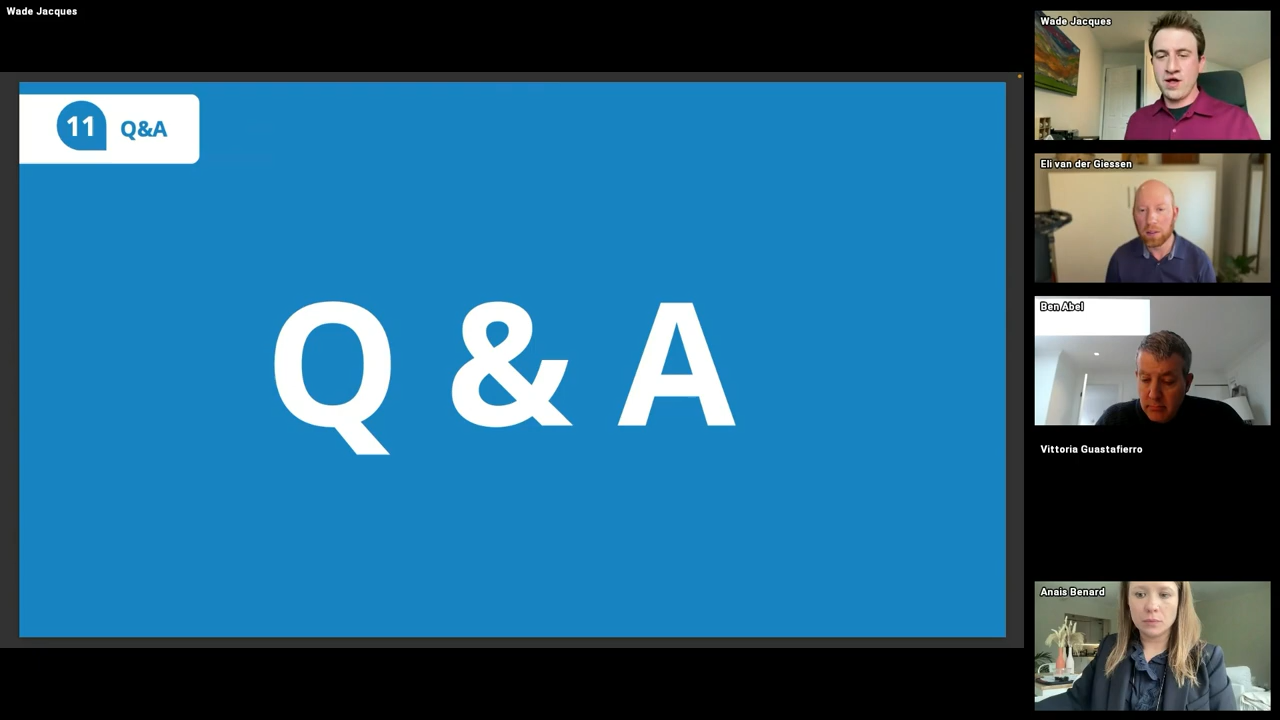 Wade Jacques
11 Q&A
Q & A
Wade Jacques
Eli van der Giessen
Ben Abel
Vittoria Guastafierro
Anais Benard